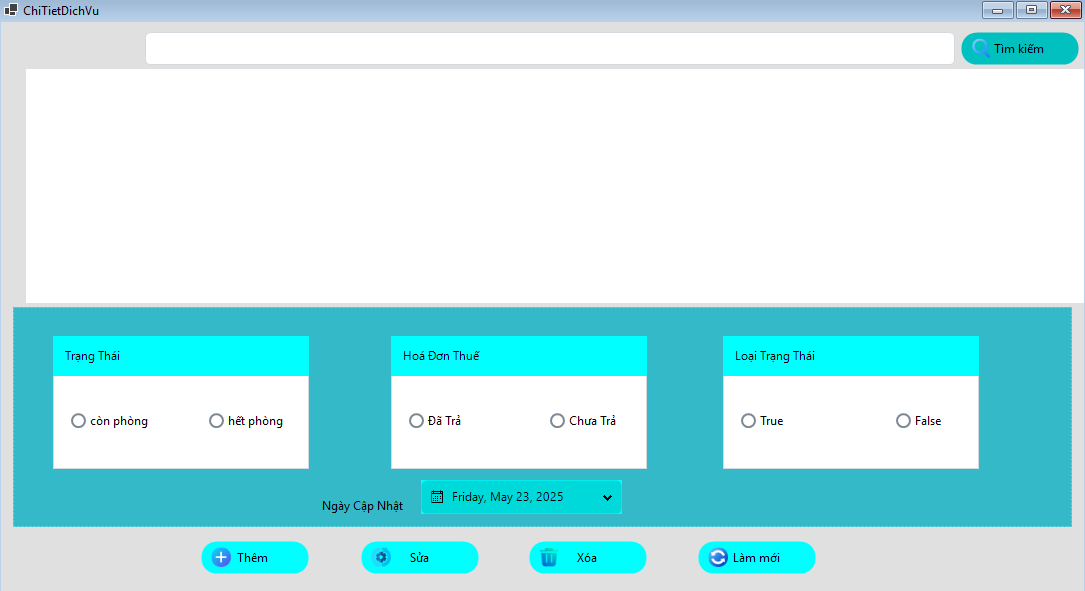 ChiTietDichVu
Tìm kiếm
Trạng Thái
Hoá Đơn Thuế
Loại Trạng Thái
còn phòng
hết phòng
Đã Trả
Chưa Trả
True
False
Ngày Cập Nhật
Friday, May 23, 2025
Thêm
Sửa
Xóa
Làm mới